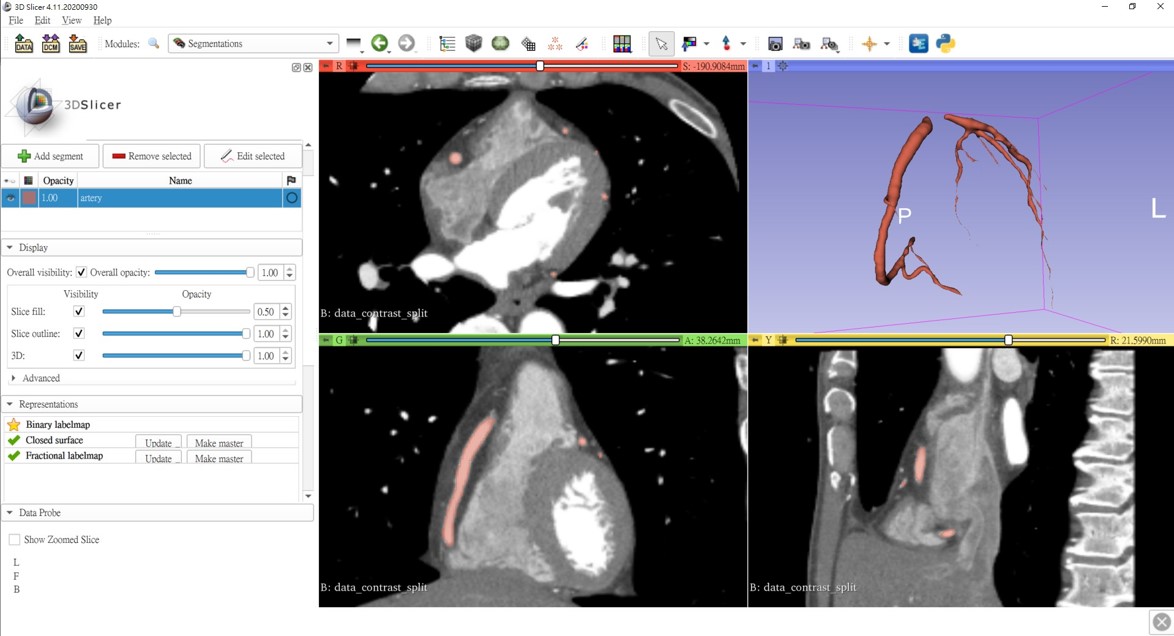 3D Slicer 4.11.20200930
File Edit View Help
DATA DCM SAVE Modules: Segmentations
R S: -190.9084mm
1
3DSlicer
Add segment Remove selected Edit selected
Opacity Name
1.00 artery
Display
Overall visibility: Overall opacity: 1.00
Visibility Opacity
Slice fill: 0.50
Slice outline: 1.00
3D: 1.00
Advanced
Representations
Binary labelmap
Closed surface Update ... Make master
Fractional labelmap Update ... Make master
Data Probe
Show Zoomed Slice
L
F
B
B: data_contrast_split
P
L
G A: 38.2642mm
B: data_contrast_split
Y R: 21.5990mm
B: data_contrast_split